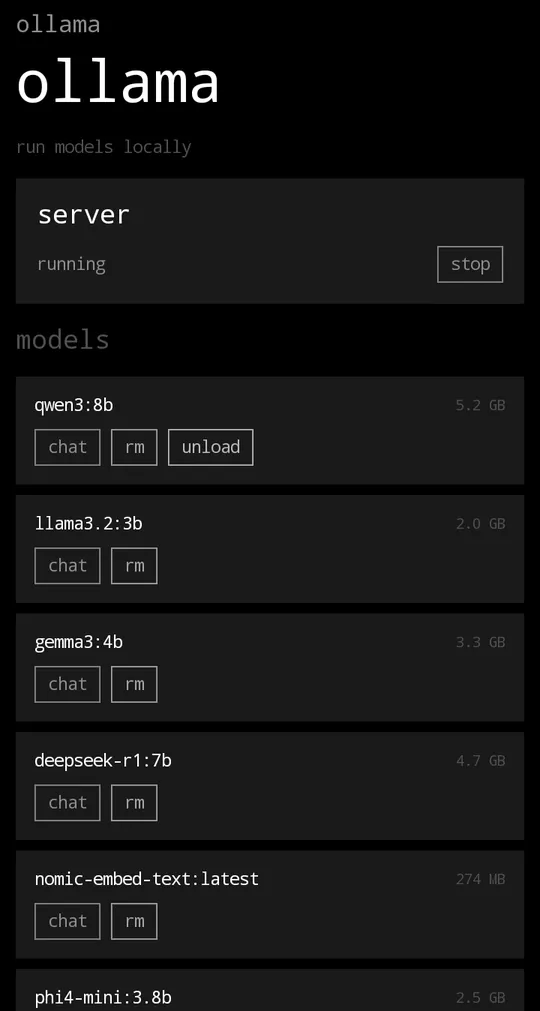 ollama
ollama
run models locally
server
running stop
models
qwen3:8b 5.2 GB
chat rm unload
llama3.2:3b 2.0 GB
chat rm
gemma3:4b 3.3 GB
chat rm
deepseek-r1:7b 4.7 GB
chat rm
nomic-embed-text:latest 274 MB
chat rm
phi4-mini:3.8b 2.5 GB